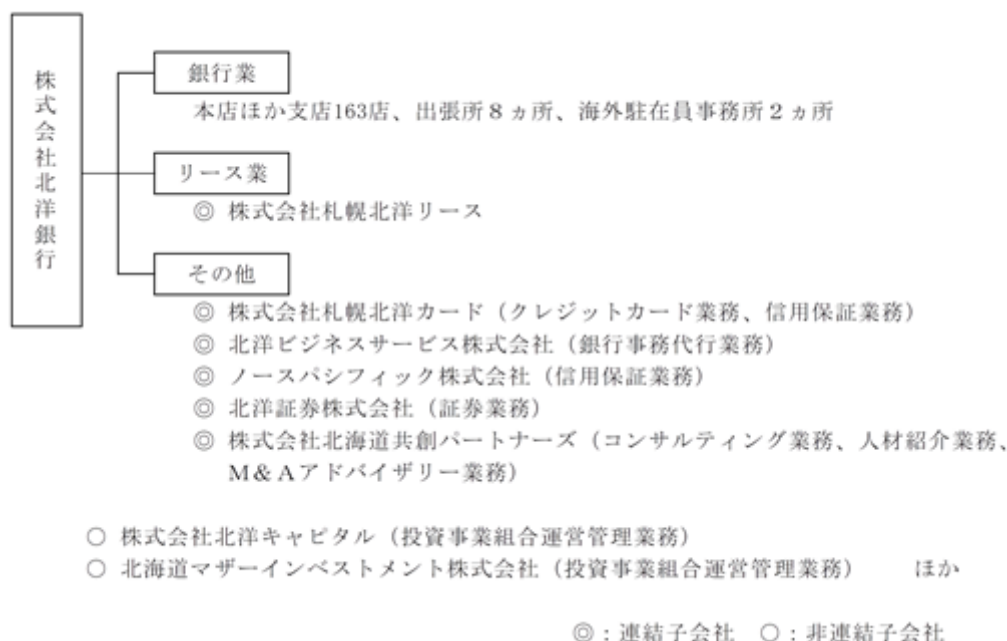 株式会社北洋銀行
銀行業
本店ほか支店163店、出張所8ヵ所、海外駐在員事務所2ヵ所
リース業
◎ 株式会社札幌北洋リース
その他
◎ 株式会社札幌北洋カード(クレジットカード業務、信用保証業務)
◎ 北洋ビジネスサービス株式会社(銀行事務代行業務)
◎ ノースパシフィック株式会社(信用保証業務)
◎ 北洋証券株式会社(証券業務)
◎ 株式会社北海道共創パートナーズ(コンサルティング業務、人材紹介業務、
M&Aアドバイザリー業務)
○ 株式会社北洋キャピタル(投資事業組合運営管理業務)
○ 北海道マザーインベストメント株式会社(投資事業組合運営管理業務) ほか
◎:連結子会社 ○:非連結子会社